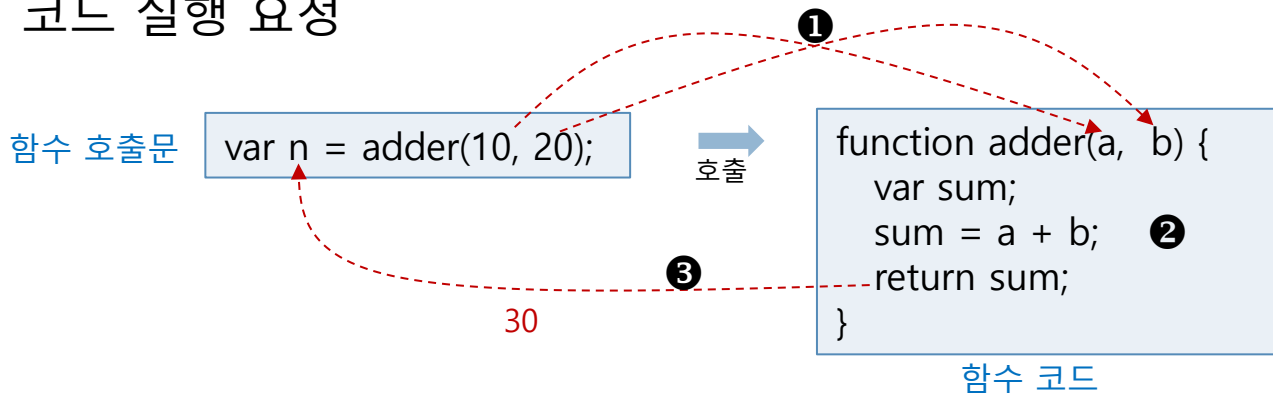 코드 실행 요청
❶
함수 호출문
var n = adder(10, 20);
호출
function adder(a, b) {
var sum;
sum = a + b; ❷
return sum;
}
❸
30
함수 코드